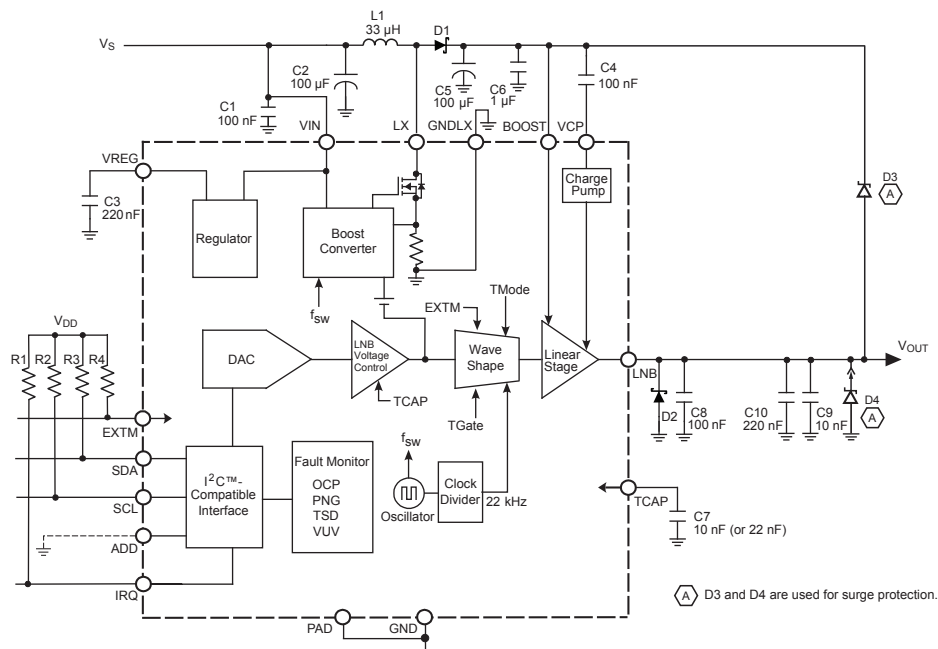 L1
33 µH
VS
D1
C2
100 µF
C1
100 nF
C5
100 µF
C6
1 µF
C4
100 nF
VIN
LX
GNDLX
BOOST
VCP
VREG
C3
220 nF
Regulator
Boost
Converter
Charge
Pump
D3
A
fsw
TMode
EXTM
VDD
R1
R2
R3
R4
DAC
LNB
Voltage
Control
TCAP
Wave
Shape
TGate
Linear
Stage
LNB
VOUT
D2
C8
100 nF
C10
220 nF
C9
10 nF
D4
A
EXTM
SDA
SCL
ADD
IRQ
I2C™-
Compatible
Interface
Fault Monitor
OCP
PNG
TSD
VUV
fsw
Oscillator
Clock
Divider
22 kHz
TCAP
C7
10 nF (or 22 nF)
A D3 and D4 are used for surge protection.
PAD
GND